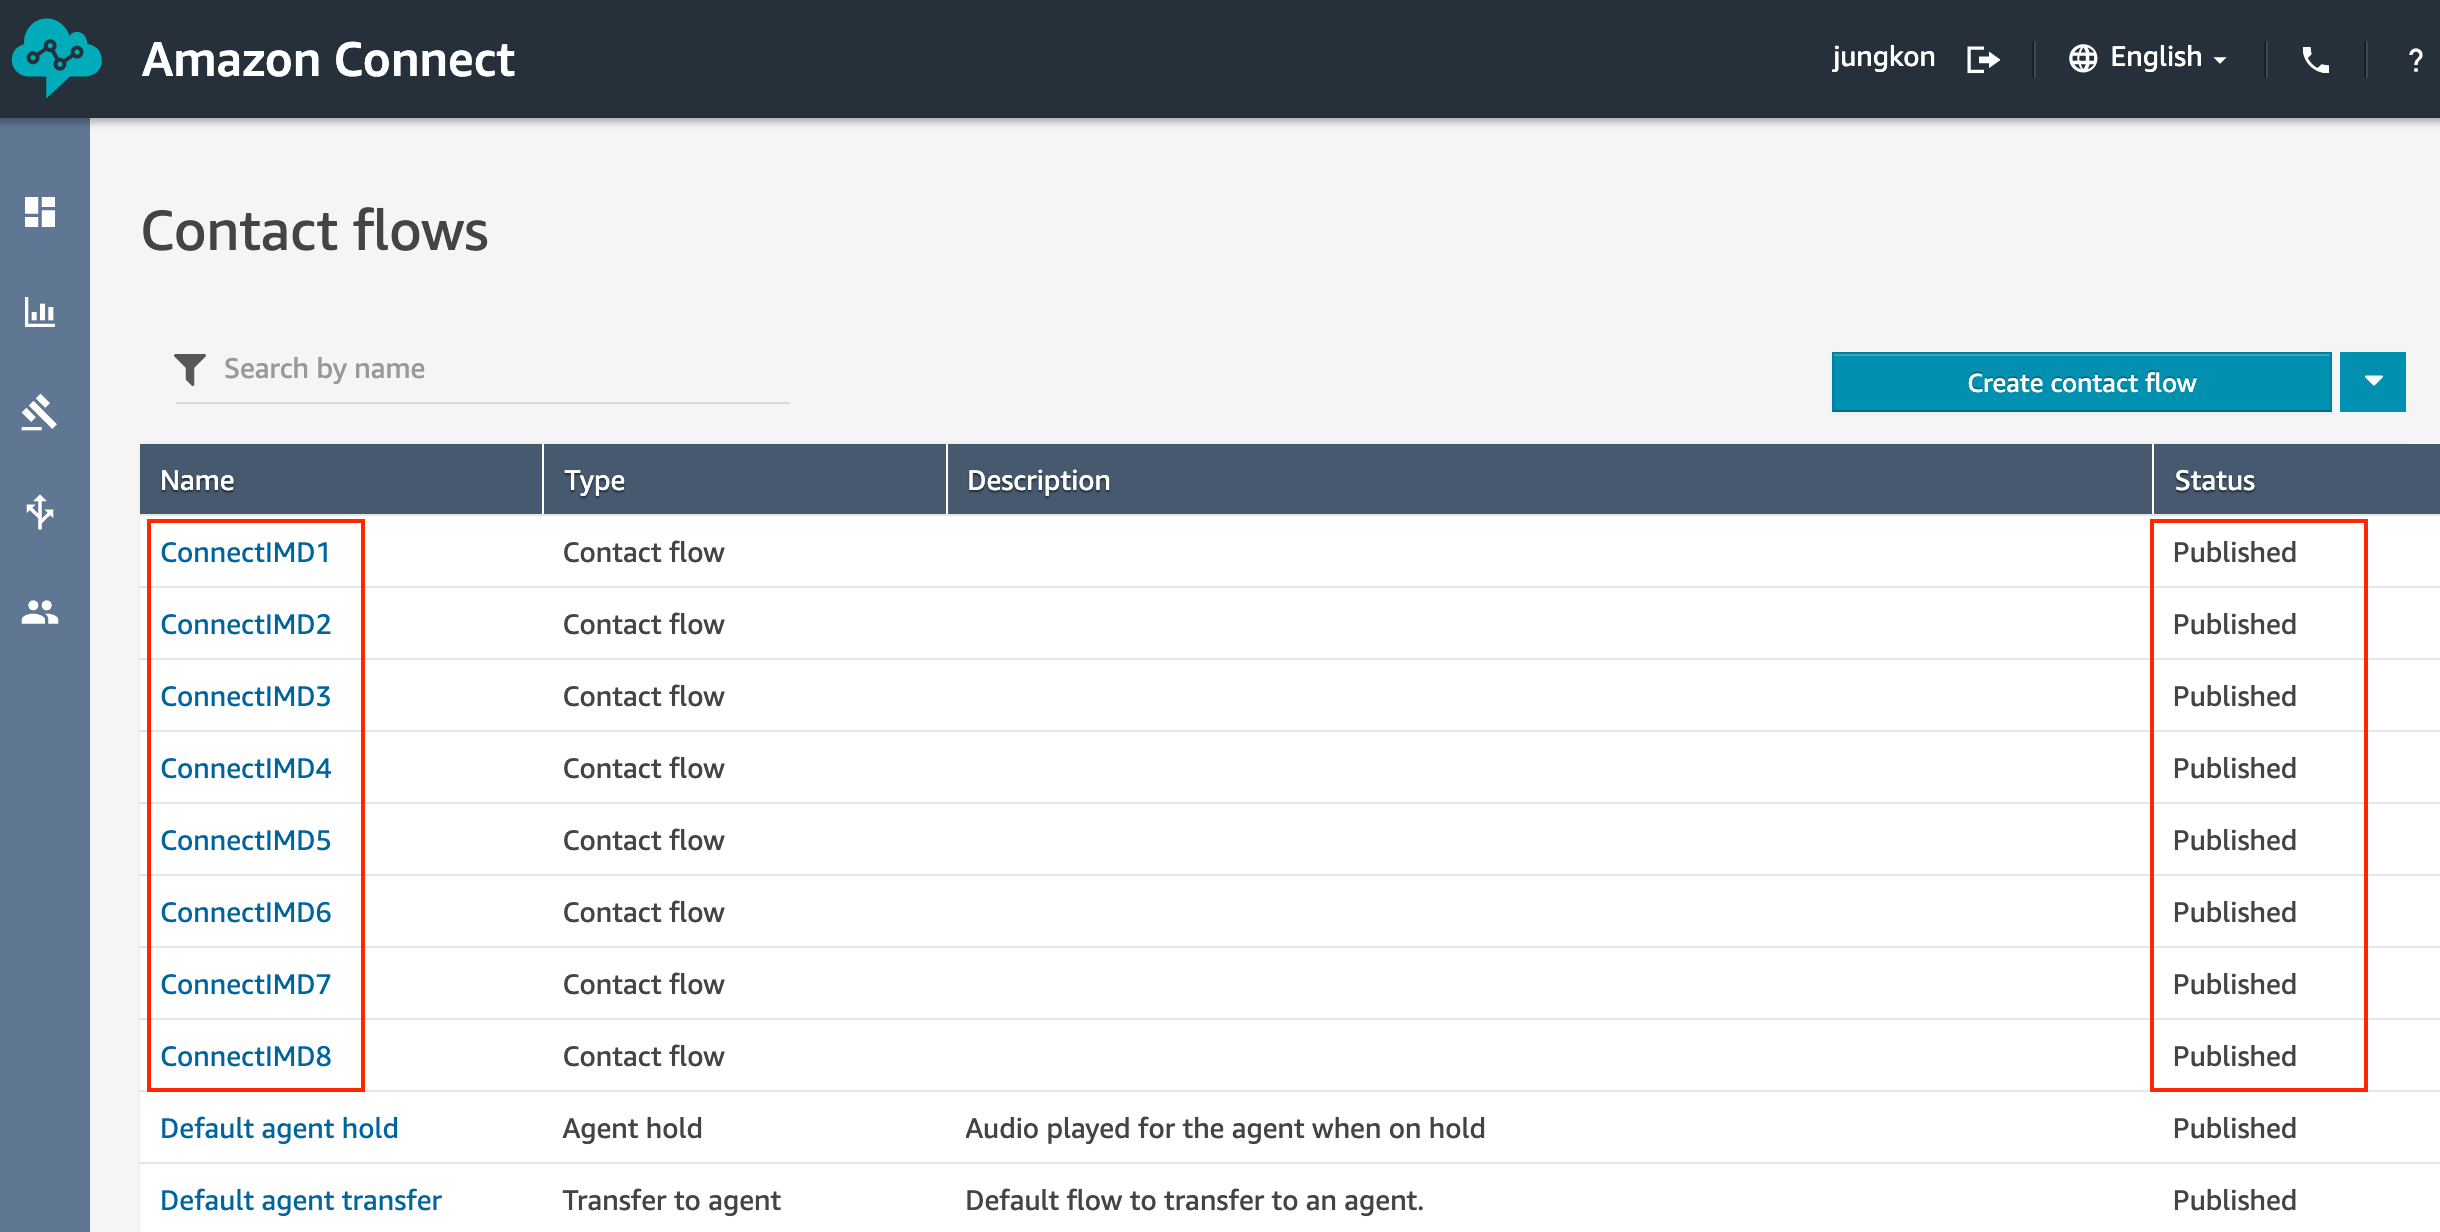 Amazon Connect
jungkon English ?
Contact flows
Search by name
Create contact flow
Name Type Description Status
ConnectIMD1 Contact flow Published
ConnectIMD2 Contact flow Published
ConnectIMD3 Contact flow Published
ConnectIMD4 Contact flow Published
ConnectIMD5 Contact flow Published
ConnectIMD6 Contact flow Published
ConnectIMD7 Contact flow Published
ConnectIMD8 Contact flow Published
Default agent hold Agent hold Audio played for the agent when on hold Published
Default agent transfer Transfer to agent Default flow to transfer to an agent. Published